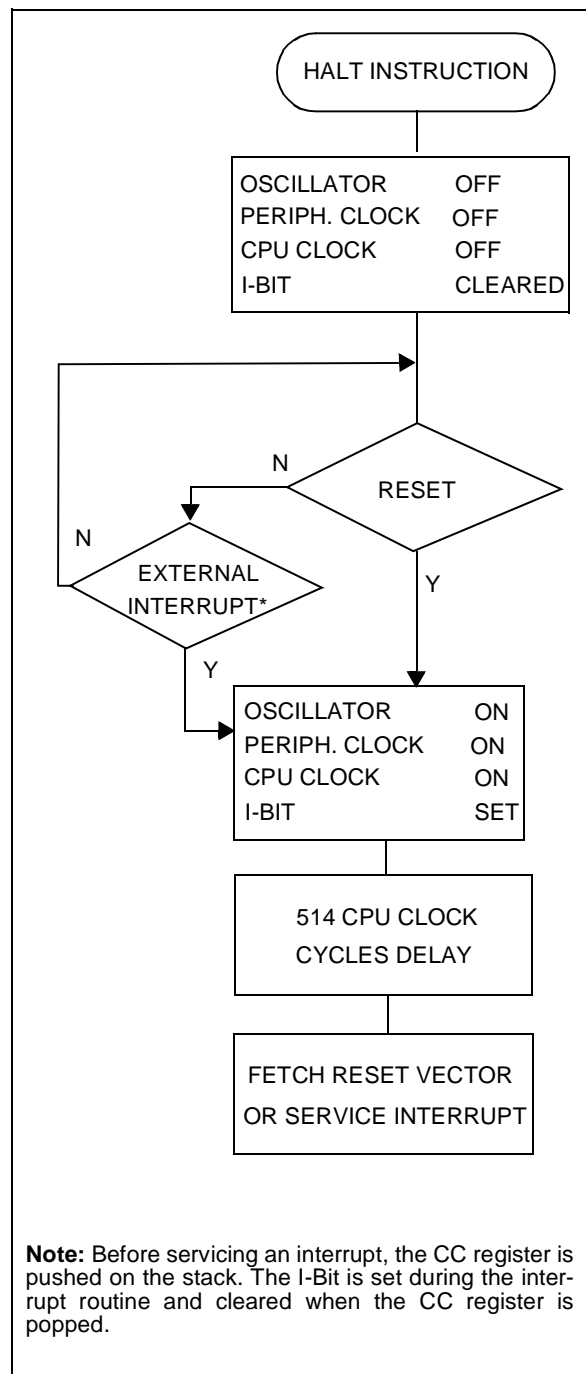 HALT INSTRUCTION
OSCILLATOR OFF
PERIPH. CLOCK OFF
CPU CLOCK OFF
I-BIT CLEARED
N
RESET
N
EXTERNAL
INTERRUPT*
Y
Y
OSCILLATOR ON
PERIPH. CLOCK ON
CPU CLOCK ON
I-BIT SET
514 CPU CLOCK
CYCLES DELAY
FETCH RESET VECTOR
OR SERVICE INTERRUPT
Note: Before servicing an interrupt, the CC register is
pushed on the stack. The I-Bit is set during the inter-
rupt routine and cleared when the CC register is
popped.